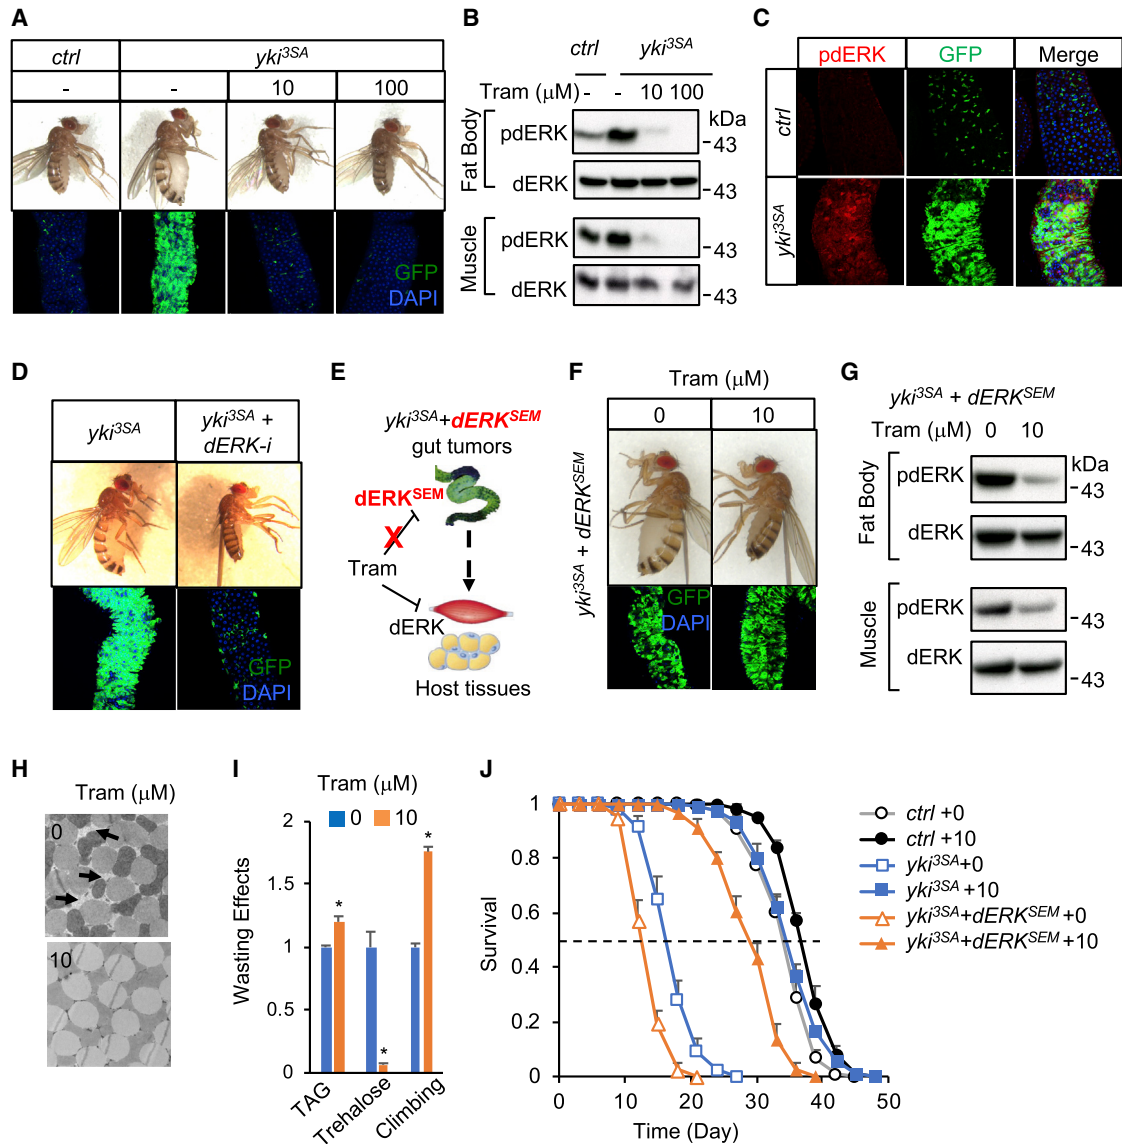 A
ctrl
yki3SA
-
-
10
100
GFP
DAPI
B
ctrl
yki3SA
Tram (μM)
-
-
10
100
kDa
Fat Body
pdERK
-43
dERK
-43
Muscle
pdERK
-43
dERK
-43
C
pdERK
GFP
Merge
ctrl
yki3SA
D
yki3SA
yki3SA +
dERK-i
GFP
DAPI
E
yki3SA+dERKSEM
gut tumors
dERKSEM
X
Tram
dERK
Host tissues
F
Tram (μM)
0
10
yki3SA + dERKSEM
GFP
DAPI
G
yki3SA + dERKSEM
Tram (μM) 0 10
kDa
Fat Body
pdERK
-43
dERK
-43
Muscle
pdERK
dERK
-43
H
Tram (μM)
0
10
I
Tram (μM)
0 10
Wasting Effects
2
1.5
1
0.5
0
*
*
*
TAG
Trehalose
Climbing
J
Survival
1
0.8
0.6
0.4
0.2
0
0 10 20 30 40 50
Time (Day)
ctrl +0
ctrl +10
yki3SA+0
yki3SA +10
yki3SA+dERKSEM +0
yki3SA+dERKSEM +10